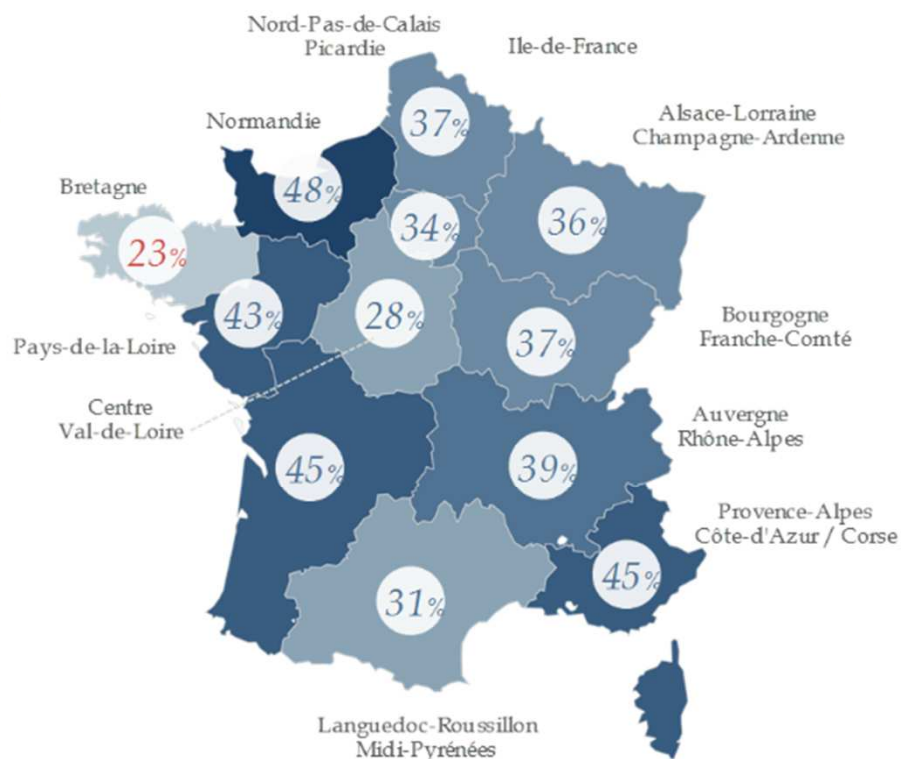 Nord-Pas-de-Calais
Picardie
Ile-de-France
37%
Alsace-Lorraine
Champagne-Ardenne
Normandie
Bretagne
48%
34%
36%
23%
43%
28%
37%
Bourgogne
Franche-Comté
Pays-de-la-Loire
Centre
Val-de-Loire
Auvergne
Rhône-Alpes
45%
39%
Provence-Alpes
Côte-d'Azur / Corse
45%
31%
Languedoc-Roussillon
Midi-Pyrénées